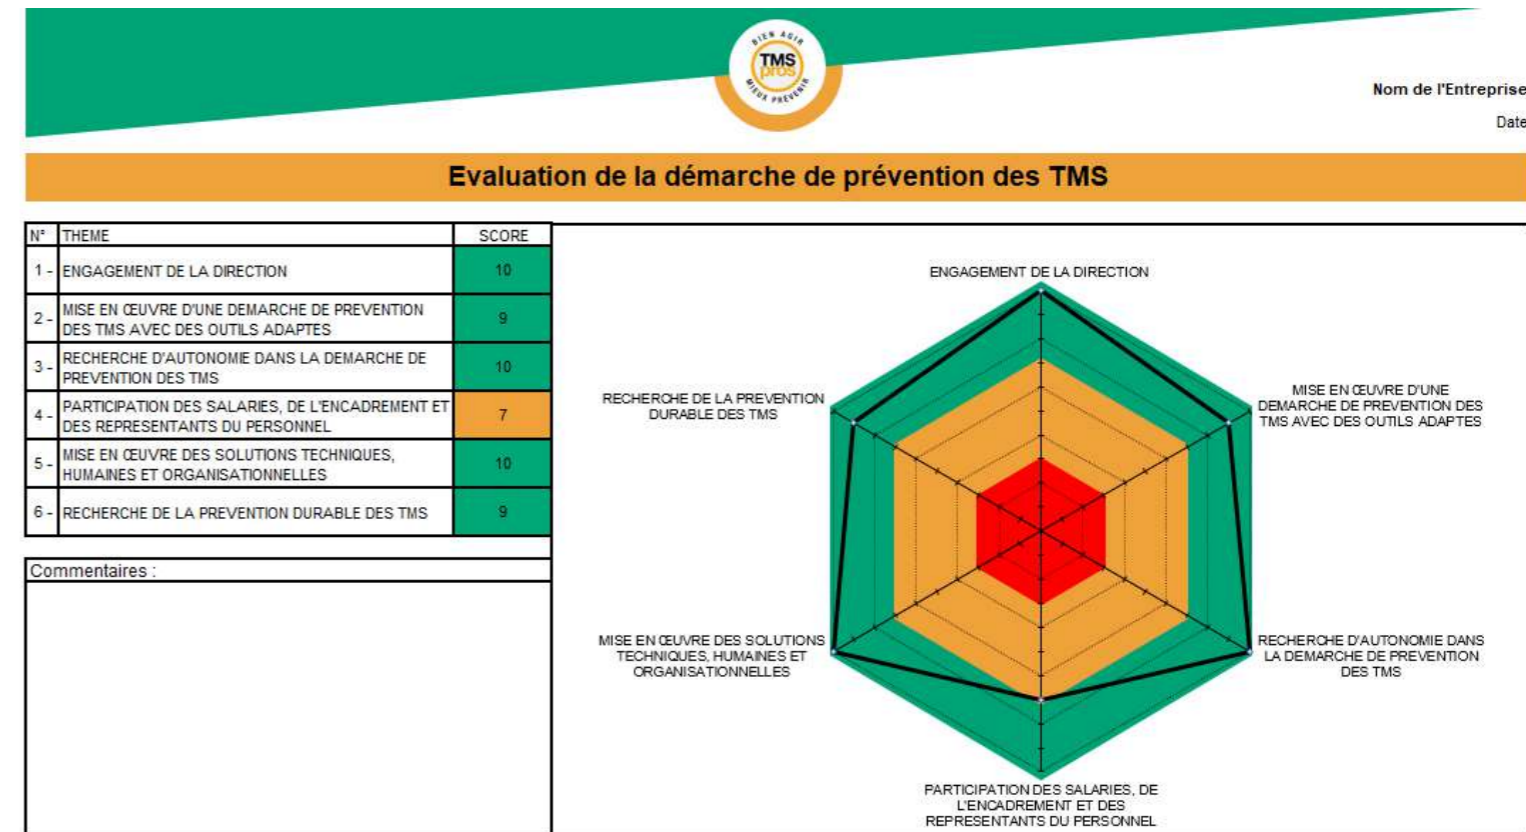 BIEN AGIR
TMS
pros
MIEUX PRÉVENIR
Nom de l'Entreprise
Date
Evaluation de la démarche de prévention des TMS
N° THEME SCORE
1 - ENGAGEMENT DE LA DIRECTION 10
2 - MISE EN ŒUVRE D'UNE DEMARCHE DE PREVENTION
DES TMS AVEC DES OUTILS ADAPTES 9
3 - RECHERCHE D'AUTONOMIE DANS LA DEMARCHE DE
PREVENTION DES TMS 10
4 - PARTICIPATION DES SALARIES, DE L'ENCADREMENT ET
DES REPRESENTANTS DU PERSONNEL 7
5 - MISE EN ŒUVRE DES SOLUTIONS TECHNIQUES,
HUMAINES ET ORGANISATIONNELLES 10
6 - RECHERCHE DE LA PREVENTION DURABLE DES TMS 9
Commentaires :
ENGAGEMENT DE LA DIRECTION
MISE EN ŒUVRE D'UNE
DEMARCHE DE PREVENTION DES
TMS AVEC DES OUTILS ADAPTES
RECHERCHE D'AUTONOMIE DANS
LA DEMARCHE DE PREVENTION
DES TMS
PARTICIPATION DES SALARIES, DE
L'ENCADREMENT ET DES
REPRESENTANTS DU PERSONNEL
MISE EN ŒUVRE DES SOLUTIONS
TECHNIQUES, HUMAINES ET
ORGANISATIONNELLES
RECHERCHE DE LA PREVENTION
DURABLE DES TMS